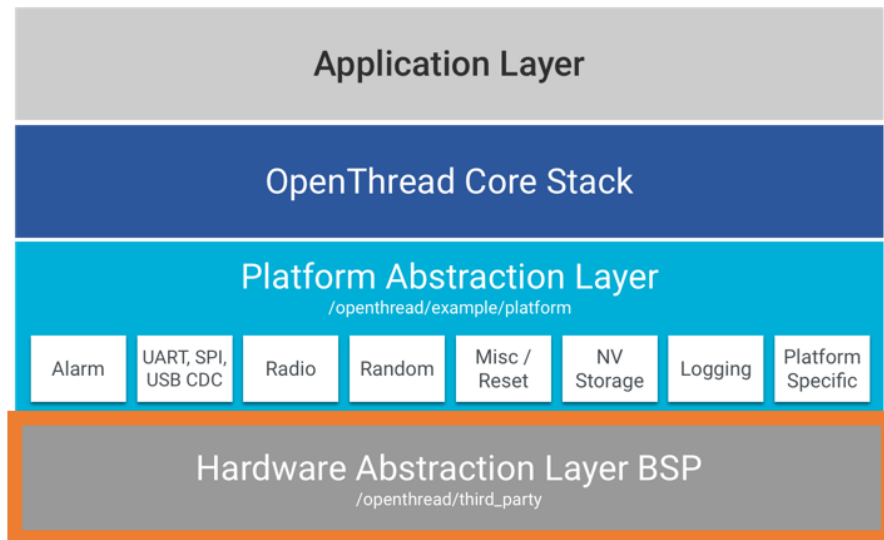 Application Layer
OpenThread Core Stack
Platform Abstraction Layer
/openthread/example/platform
Alarm
UART, SPI,
USB CDC
Radio
Random
Misc /
Reset
NV
Storage
Logging
Platform
Specific
Hardware Abstraction Layer BSP
/openthread/third_party